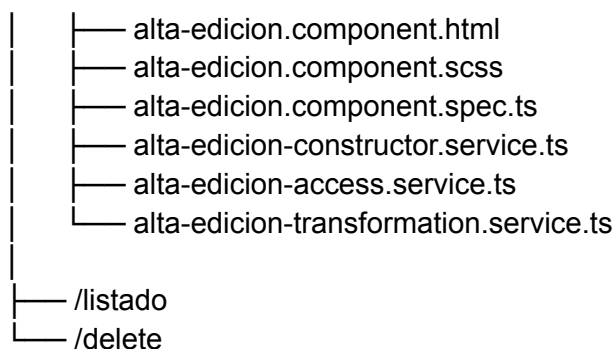 │ ├── alta-edicion.component.html
│ ├── alta-edicion.component.scss
│ ├── alta-edicion.component.spec.ts
│ ├── alta-edicion-constructor.service.ts
│ ├── alta-edicion-access.service.ts
│ └── alta-edicion-transformation.service.ts
│
├── /listado
└── /delete